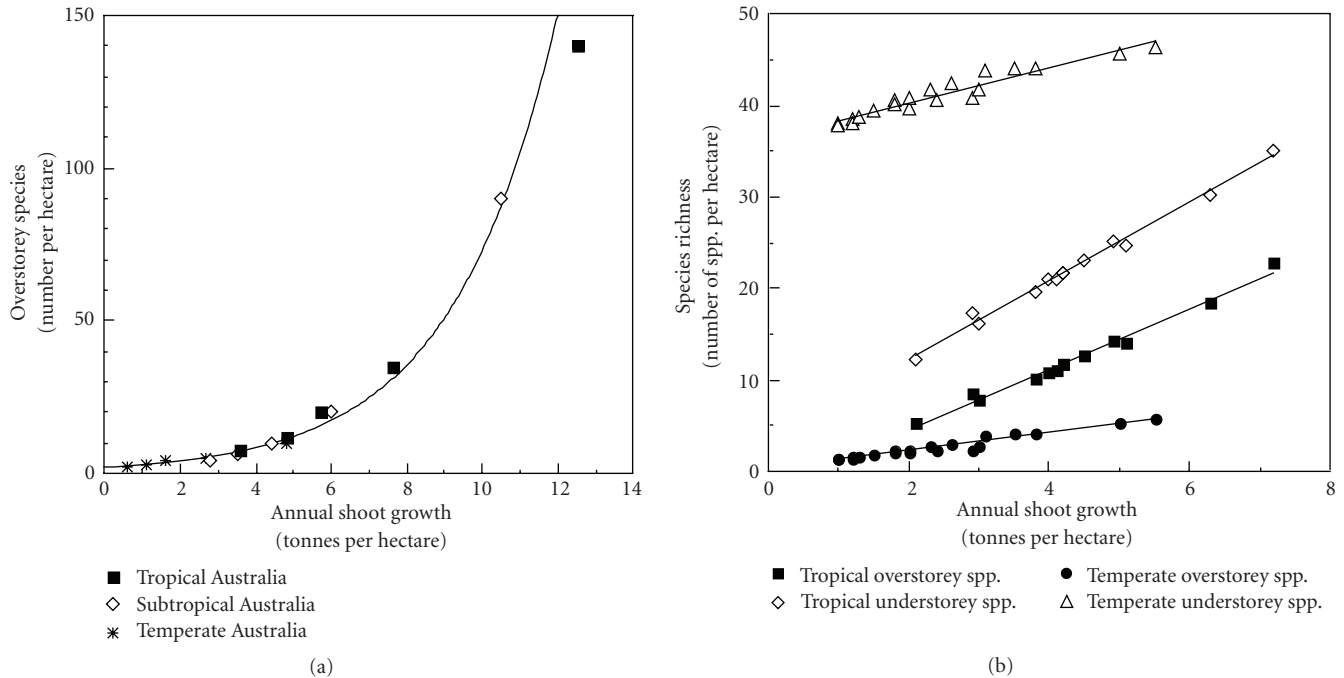 150
100
50
0
0
2
4
6
8
10
12
14
Overstorey species
(number per hectare)
Annual shoot growth
(tonnes per hectare)
Tropical Australia
Subtropical Australia
Temperate Australia
(a)
50
40
30
20
10
0
0
2
4
6
8
Species richness
(number of spp. per hectare)
Annual shoot growth
(tonnes per hectare)
Tropical overstorey spp.
Tropical understorey spp.
Temperate overstorey spp.
Temperate understorey spp.
(b)